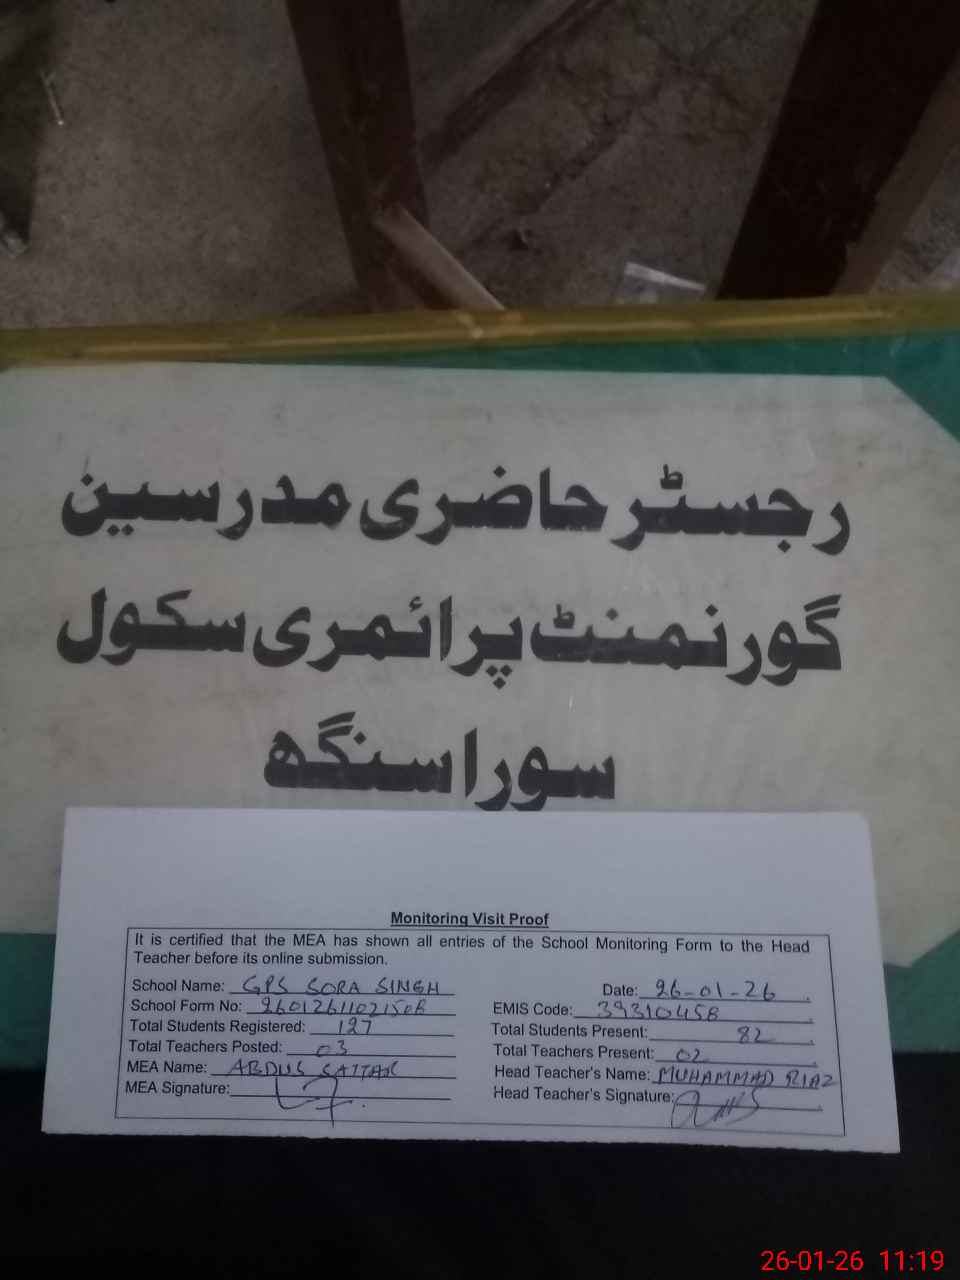 رجسٹر حاضری مدرسین
گورنمنٹ پرائمری سکول
سورا سنگھ
Monitoring Visit Proof
It is certified that the MEA has shown all entries of the School Monitoring Form to the Head
Teacher before its online submission.
School Name: GPS SORA SINGH
Date: 26-01-26
School Form No:
EMIS Code: 39310458
Total Students Registered: 127
Total Students Present: 82
Total Teachers Posted: 03
Total Teachers Present: 02
MEA Name: ABDUS SATTAR
Head Teacher's Name: MUHAMMAD RIAZ
MEA Signature:
Head Teacher's Signature:
26-01-26 11:19